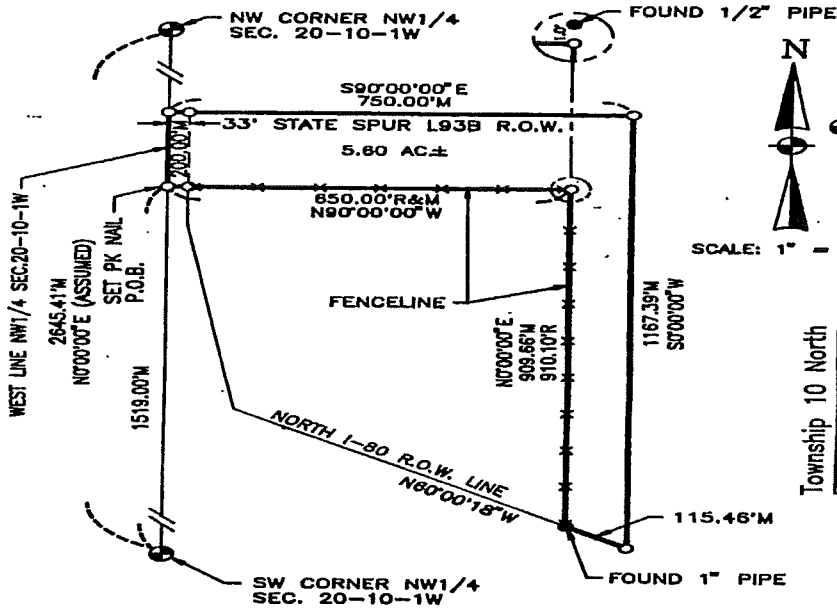 NW CORNER NW1/4
SEC. 20-10-1W
FOUND 1/2" PIPE
1.0'
N
S90°00'00"E
750.00'M
33' STATE SPUR L93B R.O.W.
200.00'M
5.60 AC±
650.00'R&M
N90°00'00"W
SCALE: 1" =
WEST LINE NW1/4 SEC.20-10-1W
2645.41'M
N0°00'00"E (ASSUMED)
SET PK NAIL
P.O.B.
1519.00'M
FENCELINE
N0°00'00"E
909.66'M
910.10'R
1167.39'M
S0°00'00"W
Township 10 North
NORTH I-80 R.O.W. LINE
N60°00'18"W
115.46'M
FOUND 1" PIPE
SW CORNER NW1/4
SEC. 20-10-1W